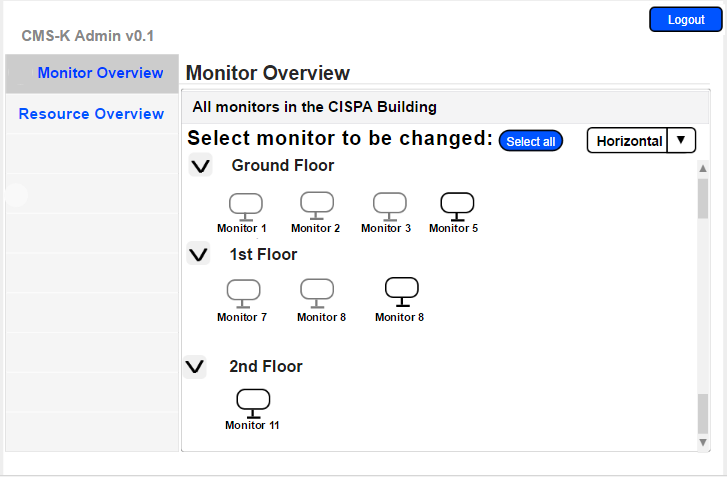 Logout
CMS-K Admin v0.1
Monitor Overview
Resource Overview
Monitor Overview
All monitors in the CISPA Building
Select monitor to be changed: Select all Horizontal
Ground Floor
Monitor 1 Monitor 2 Monitor 3 Monitor 5
1st Floor
Monitor 7 Monitor 8 Monitor 8
2nd Floor
Monitor 11